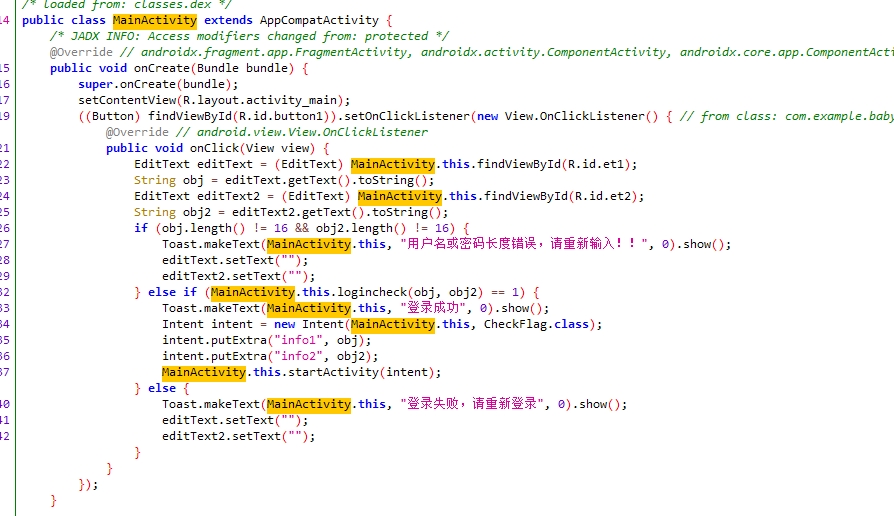 /* loaded from: classes.dex */
14 public class MainActivity extends AppCompatActivity {
/* JADX INFO: Access modifiers changed from: protected */
@Override // androidx.fragment.app.FragmentActivity, androidx.activity.ComponentActivity, androidx.core.app.ComponentActi
15 public void onCreate(Bundle bundle) {
16 super.onCreate(bundle);
17 setContentView(R.layout.activity_main);
19 ((Button) findViewById(R.id.button1)).setOnClickListener(new View.OnClickListener() { // from class: com.example.baby
@Override // android.view.View.OnClickListener
21 public void onClick(View view) {
22 EditText editText = (EditText) MainActivity.this.findViewById(R.id.et1);
23 String obj = editText.getText().toString();
24 EditText editText2 = (EditText) MainActivity.this.findViewById(R.id.et2);
25 String obj2 = editText2.getText().toString();
26 if (obj.length() != 16 && obj2.length() != 16) {
27 Toast.makeText(MainActivity.this, "用户名或密码长度错误，请重新输入！！", 0).show();
28 editText.setText("");
29 editText2.setText("");
32 } else if (MainActivity.this.logincheck(obj, obj2) == 1) {
33 Toast.makeText(MainActivity.this, "登录成功", 0).show();
34 Intent intent = new Intent(MainActivity.this, CheckFlag.class);
35 intent.putExtra("info1", obj);
36 intent.putExtra("info2", obj2);
37 MainActivity.this.startActivity(intent);
} else {
40 Toast.makeText(MainActivity.this, "登录失败，请重新登录", 0).show();
41 editText.setText("");
42 editText2.setText("");
}
}
});
}